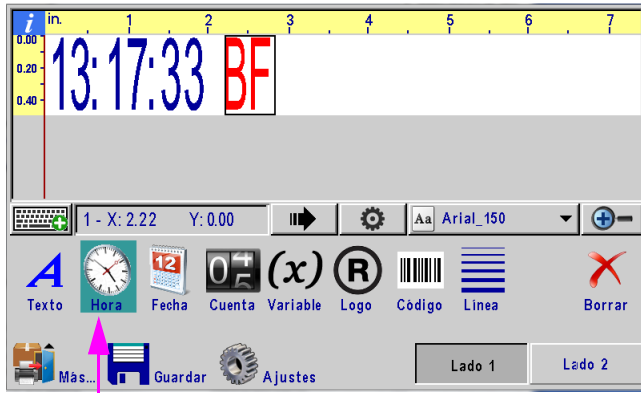 i in. 1 2 3 4 5 6 7
0.00
0.20
0.40
13:17:33 BF
1 - X: 2.22 Y: 0.00 Aa Arial_150
12 04 5 (x) R
Texto Hora Fecha Cuenta Variable Logo Código Línea Borrar
Más... Guardar Ajustes Lado 1 Lado 2